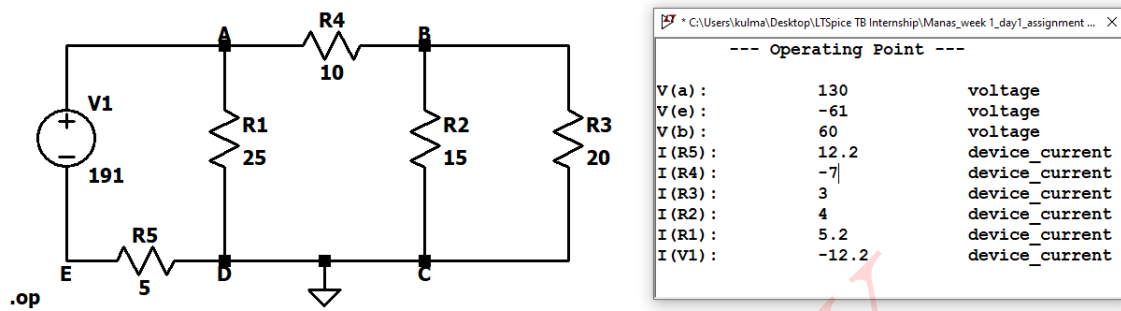 R4
A
B
10
V1
R1
R2
R3
25
15
20
191
R5
E
D
C
5
.op
* C:\Users\kulma\Desktop\LTSpice TB Internship\Manas_week 1_day1_assignment ... ×
--- Operating Point ---
V(a): 130 voltage
V(e): -61 voltage
V(b): 60 voltage
I(R5): 12.2 device_current
I(R4): -7 device_current
I(R3): 3 device_current
I(R2): 4 device_current
I(R1): 5.2 device_current
I(V1): -12.2 device_current